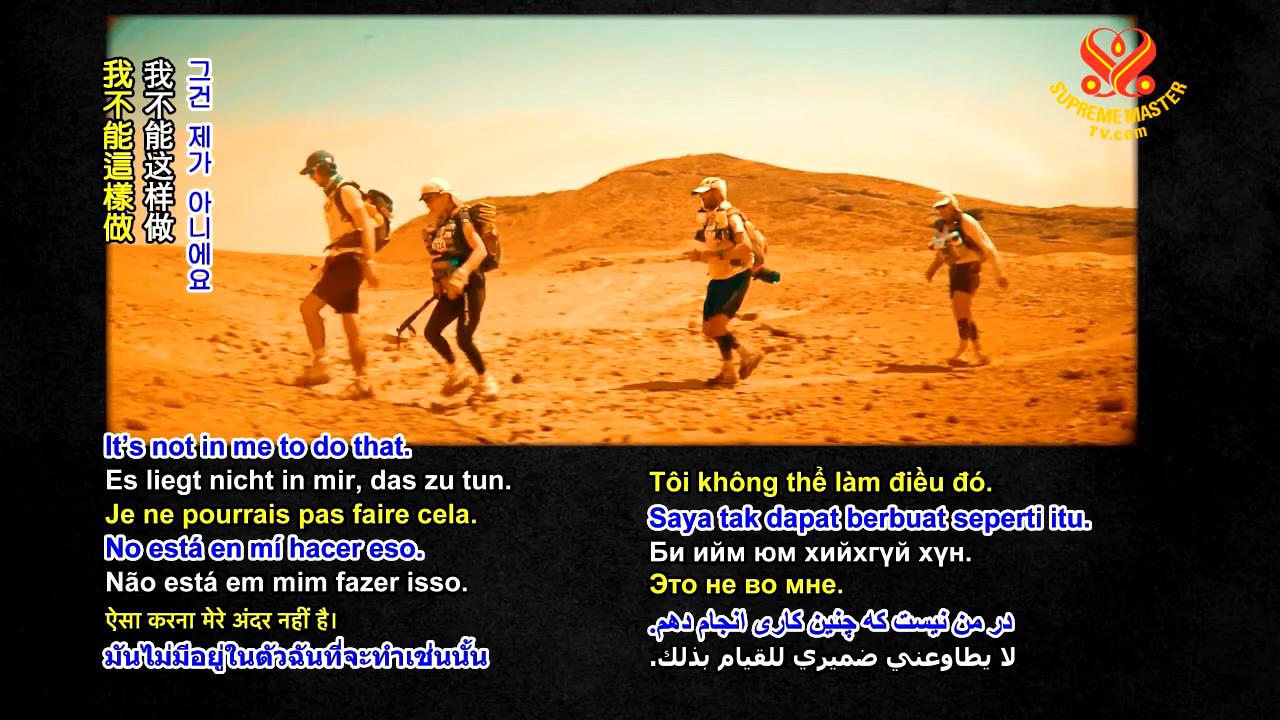 我不能這樣做
我不能这样做
그건 제가 아니에요
SUPREME MASTER
TV.com
924
It's not in me to do that.
Es liegt nicht in mir, das zu tun.
Je ne pourrais pas faire cela.
No está en mí hacer eso.
Não está em mim fazer isso.
ऐसा करना मेरे अंदर नहीं है।
มันไม่มีอยู่ในตัวฉันที่จะทำเช่นนั้น
Tôi không thể làm điều đó.
Saya tak dapat berbuat seperti itu.
Би ийм юм хийхгүй хүн.
Это не во мне.
در من نیست که چنین کاری انجام دهم.
لا يطاوعني ضميري للقيام بذلك.